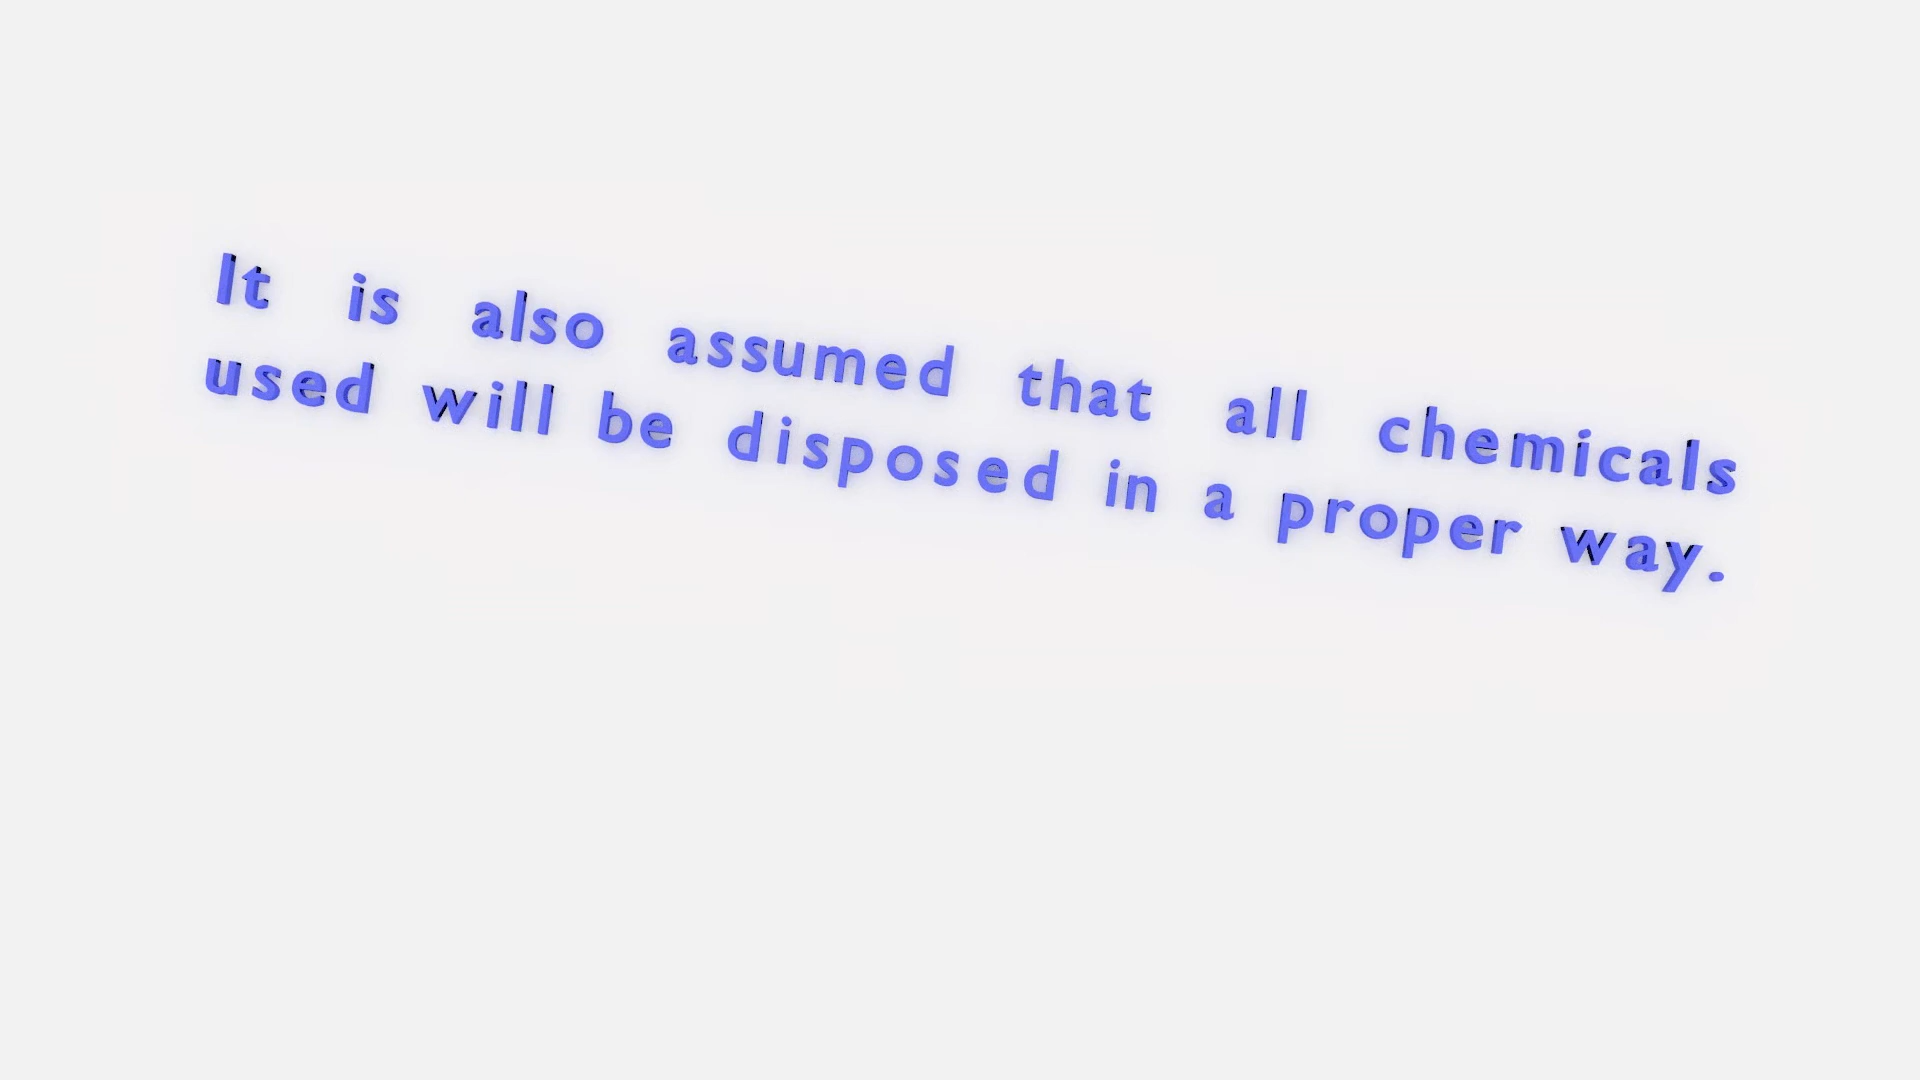 It is also assumed that all chemicals
used will be disposed in a proper way.